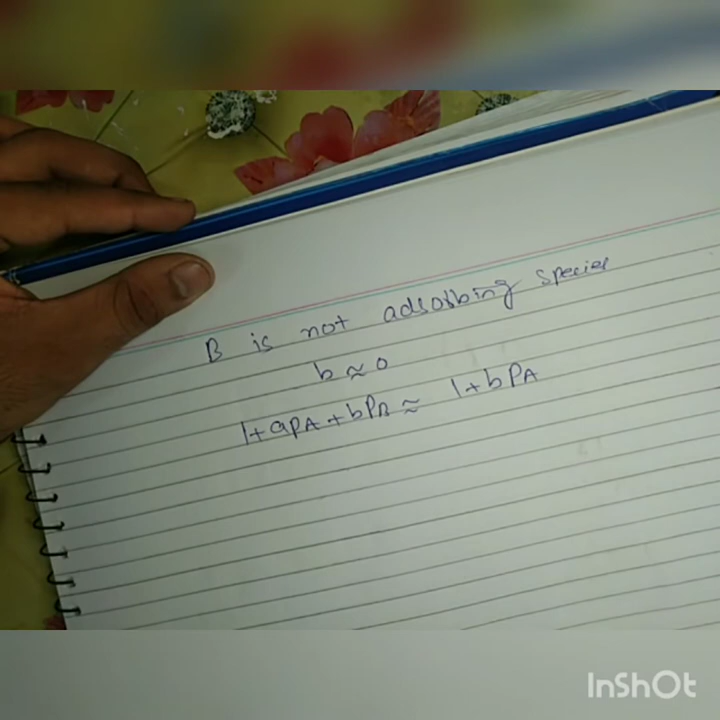 B is not adsorbing species
b ≈ 0
1+apA+bPB ≈ 1+bPA
InShOt